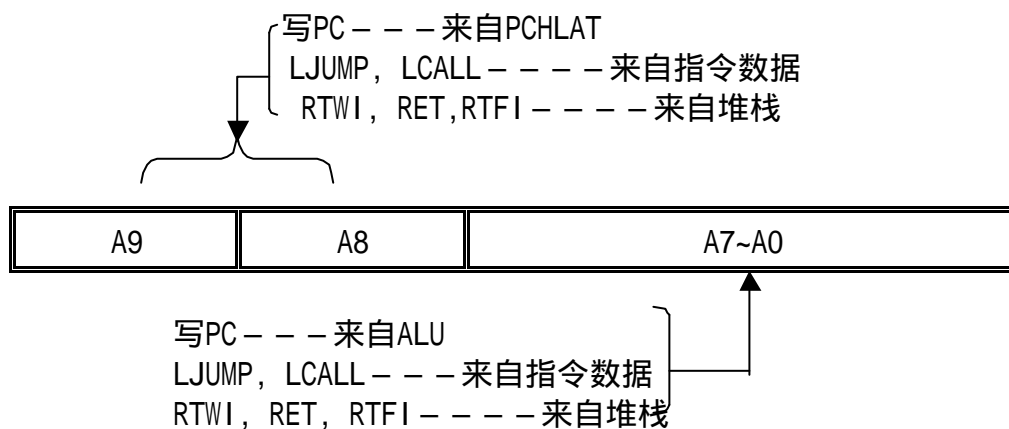 写PC———来自PCHLAT
LJUMP, LCALL————来自指令数据
RTWI, RET,RTFI————来自堆栈
A9 A8 A7~A0
写PC———来自ALU
LJUMP, LCALL———来自指令数据
RTWI, RET, RTFI————来自堆栈